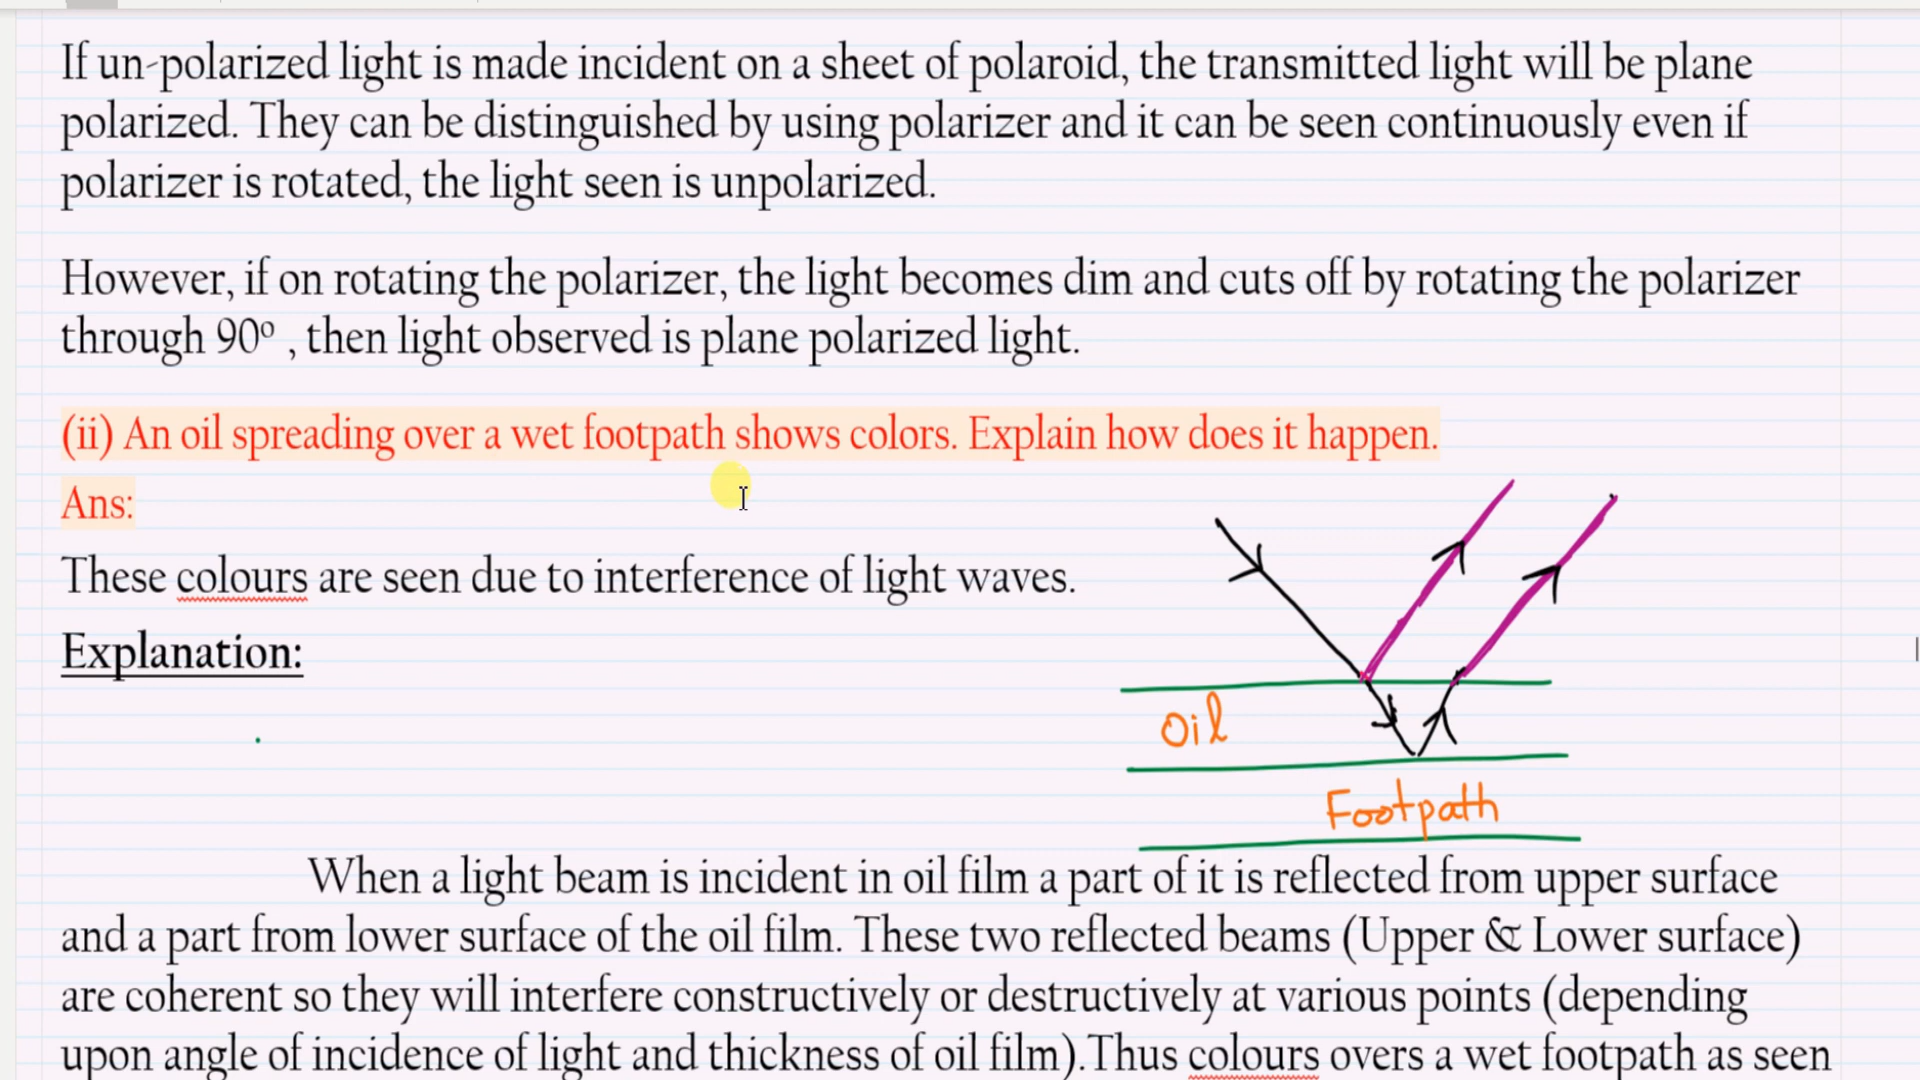 If un-polarized light is made incident on a sheet of polaroid, the transmitted light will be plane
polarized. They can be distinguished by using polarizer and it can be seen continuously even if
polarizer is rotated, the light seen is unpolarized.
However, if on rotating the polarizer, the light becomes dim and cuts off by rotating the polarizer
through 90º , then light observed is plane polarized light.
(ii) An oil spreading over a wet footpath shows colors. Explain how does it happen.
Ans:
These colours are seen due to interference of light waves.
Explanation:
Oil
Footpath
When a light beam is incident in oil film a part of it is reflected from upper surface
and a part from lower surface of the oil film. These two reflected beams (Upper & Lower surface)
are coherent so they will interfere constructively or destructively at various points (depending
upon angle of incidence of light and thickness of oil film).Thus colours overs a wet footpath as seen